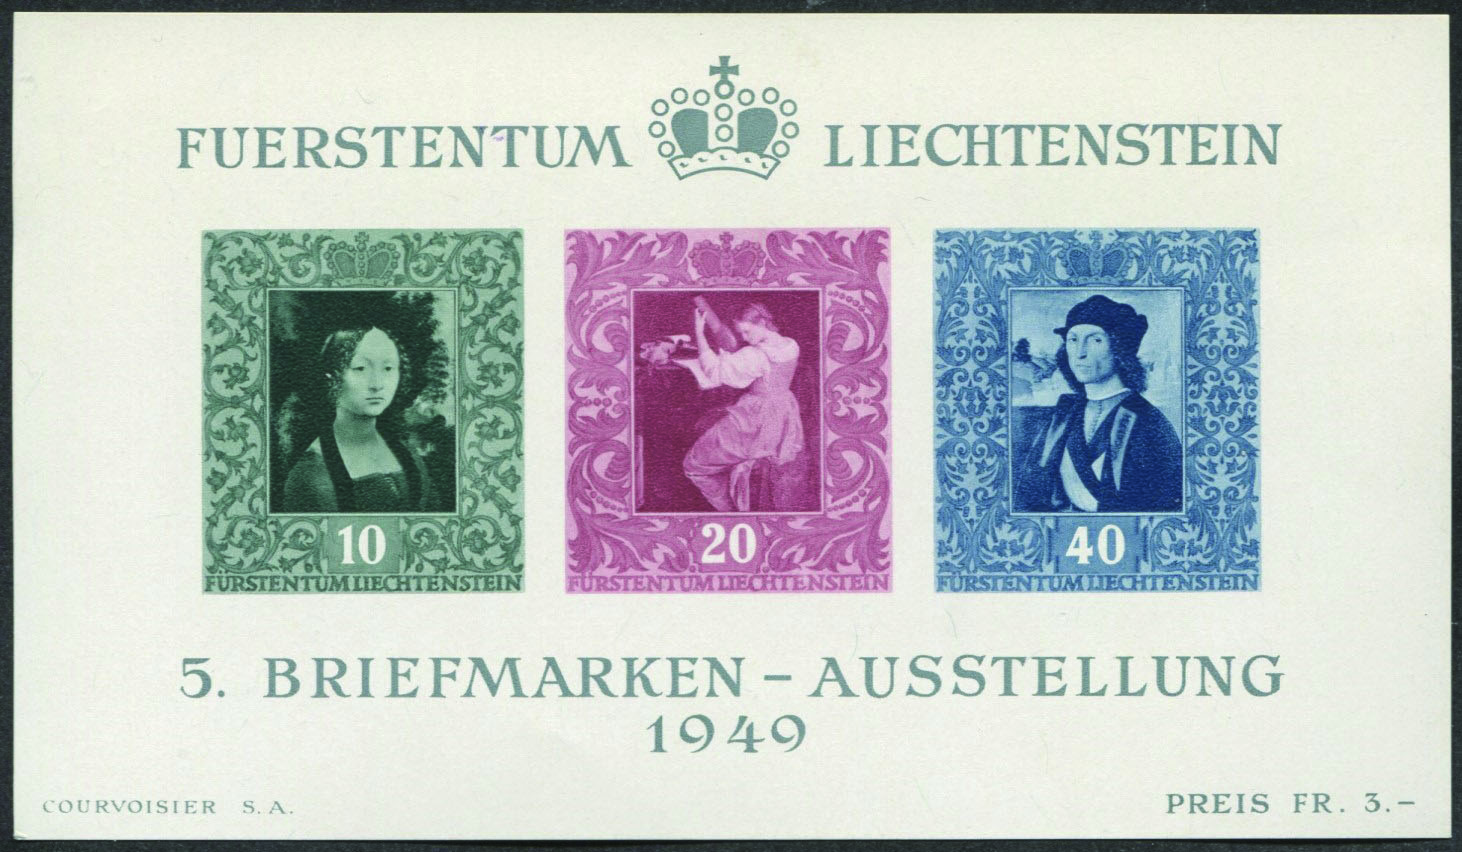 FUERSTENTUM LIECHTENSTEIN
10
FÜRSTENTUM LIECHTENSTEIN
20
FÜRSTENTUM LIECHTENSTEIN
40
FÜRSTENTUM LIECHTENSTEIN
5. BRIEFMARKEN – AUSSTELLUNG
1949
COURVOISIER S.A.
PREIS FR. 3.–